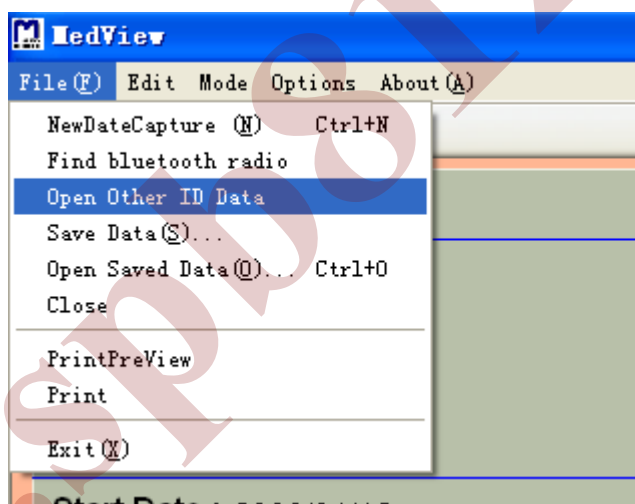 MedView
File(F) Edit Mode Options About(A)
NewDateCapture (N) Ctrl+N
Find bluetooth radio
Open Other ID Data
Save Data(S)...
Open Saved Data(O)... Ctrl+O
Close
PrintPreView
Print
Exit(X)
Start Date :